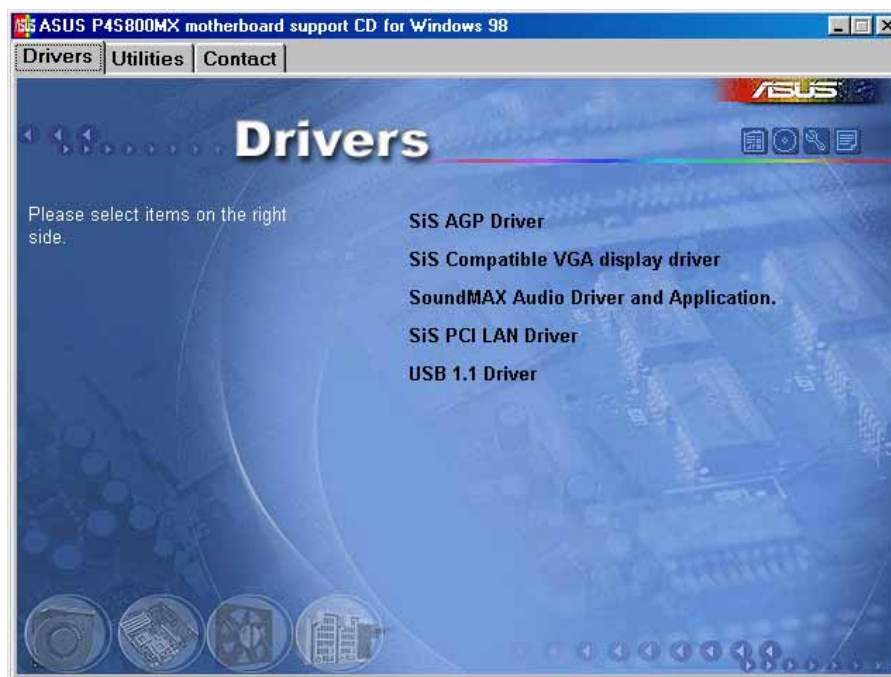 ASUS P4S800MX motherboard support CD for Windows 98
Drivers Utilities Contact
ASUS
Drivers
Please select items on the right
side.
SiS AGP Driver
SiS Compatible VGA display driver
SoundMAX Audio Driver and Application.
SiS PCI LAN Driver
USB 1.1 Driver